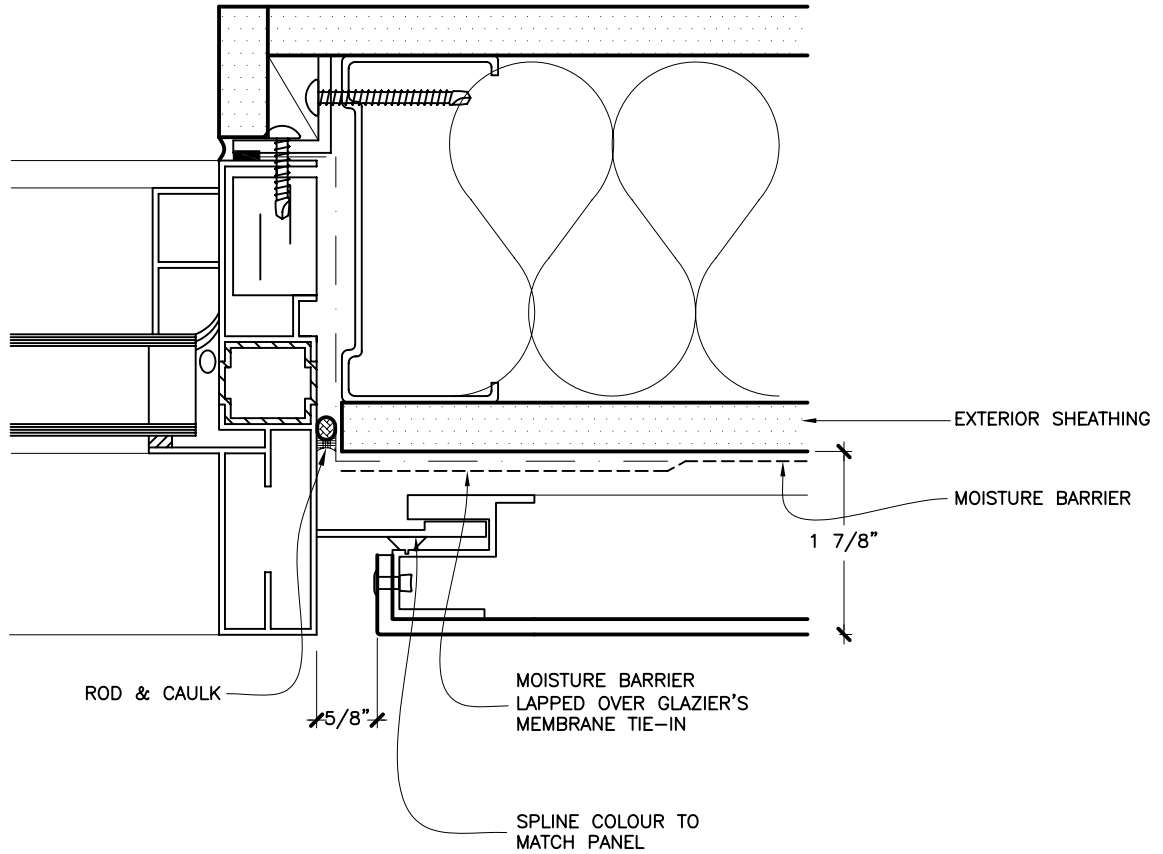 EXTERIOR SHEATHING
MOISTURE BARRIER
1 7/8"
ROD & CAULK
5/8"
MOISTURE BARRIER
LAPPED OVER GLAZIER'S
MEMBRANE TIE-IN
SPLINE COLOUR TO
MATCH PANEL